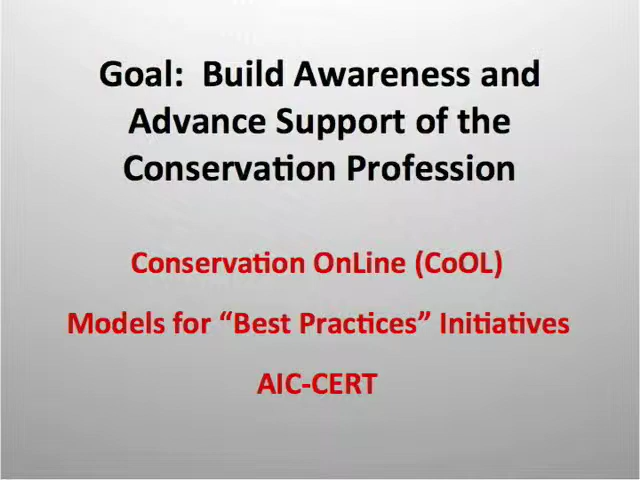 Goal:  Build Awareness and
Advance Support of the
Conservation Profession
Conservation OnLine (CoOL)
Models for “Best Practices” Initiatives
AIC-CERT